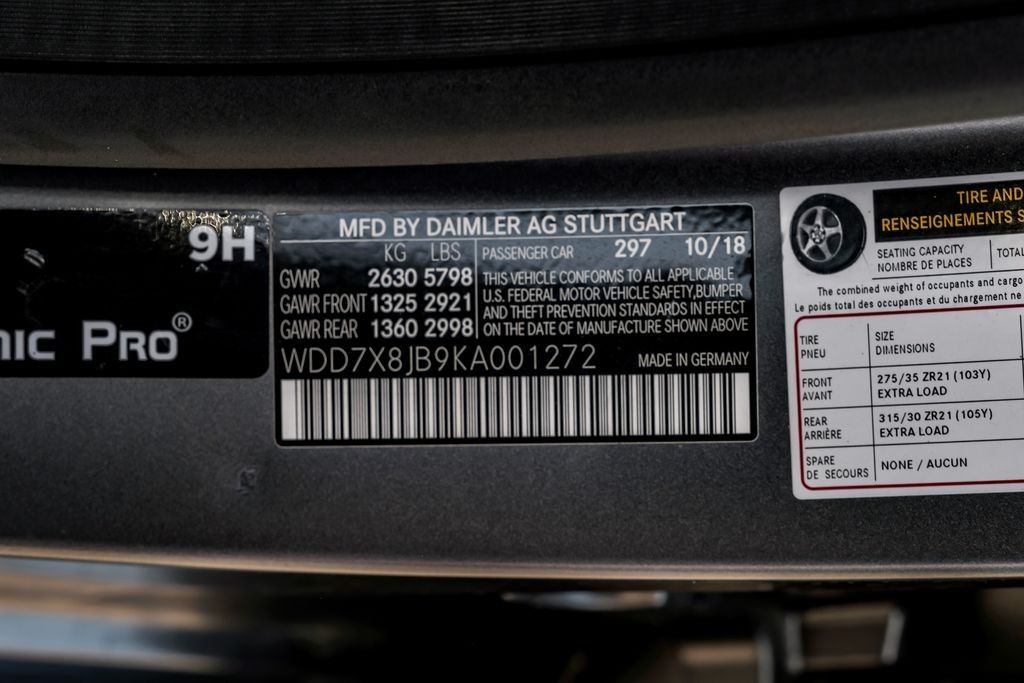 9H
NIC PRO®
MFD BY DAIMLER AG STUTTGART
KG LBS PASSENGER CAR 297 10/18
GVWR 2630 5798
GAWR FRONT 1325 2921
GAWR REAR 1360 2998
THIS VEHICLE CONFORMS TO ALL APPLICABLE
U.S. FEDERAL MOTOR VEHICLE SAFETY, BUMPER
AND THEFT PREVENTION STANDARDS IN EFFECT
ON THE DATE OF MANUFACTURE SHOWN ABOVE
WDD7X8JB9KA001272 MADE IN GERMANY
TIRE AND
RENSEIGNEMENTS S
SEATING CAPACITY TOTAL
NOMBRE DE PLACES
The combined weight of occupants and cargo
Le poids total des occupants et du chargement ne
TIRE SIZE
PNEU DIMENSIONS
FRONT 275/35 ZR21 (103Y)
AVANT EXTRA LOAD
REAR 315/30 ZR21 (105Y)
ARRIÈRE EXTRA LOAD
SPARE NONE / AUCUN
DE SECOURS